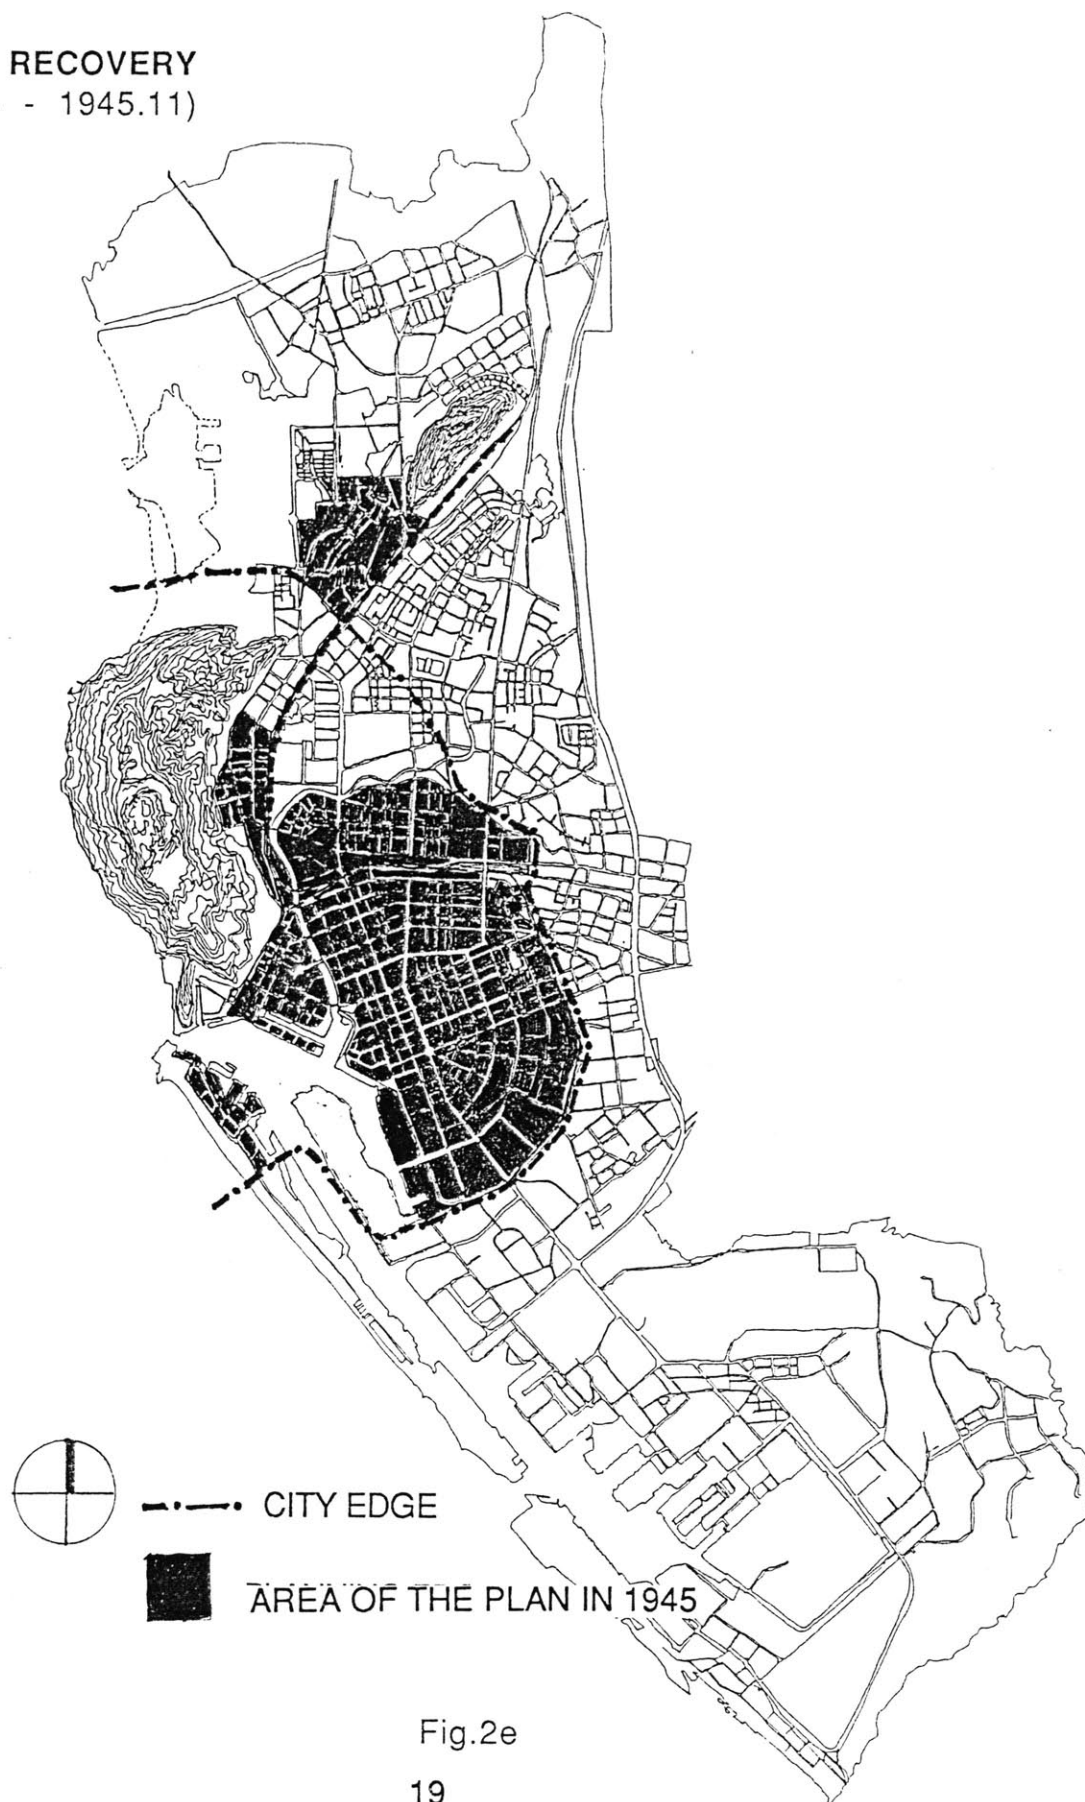 RECOVERY
- 1945.11)
CITY EDGE
AREA OF THE PLAN IN 1945
Fig.2e
19